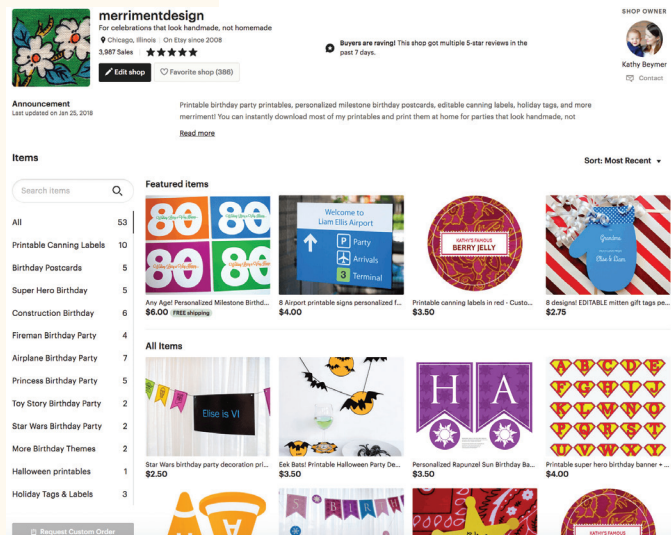 merrimentdesign
For celebrations that look handmade, not homemade
Chicago, Illinois | On Etsy since 2008
3,987 Sales
Edit shop
Favorite shop (386)
Buyers are raving! This shop got multiple 5-star reviews in the
past 7 days.
SHOP OWNER
Kathy Beymer
Contact
Announcement
Last updated on Jan 25, 2018
Printable birthday party printables, personalized milestone birthday postcards, editable canning labels, holiday tags, and more
merriment! You can instantly download most of my printables and print them at home for parties that look handmade, not
Read more
Items
Sort: Most Recent
Search items
All 53
Printable Canning Labels 10
Birthday Postcards 5
Super Hero Birthday 5
Construction Birthday 6
Fireman Birthday Party 4
Airplane Birthday Party 7
Princess Birthday Party 5
Toy Story Birthday Party 2
Star Wars Birthday Party 2
More Birthday Themes 2
Halloween printables 1
Holiday Tags & Labels 3
Request Custom Order
Featured items
80 80
80 80
Welcome to
Liam Ellis Airport
P Party
Arrivals
3 Terminal
KATHY'S FAMOUS
BERRY JELLY
Grandma
Ellie & Liam
Any Age! Personalized Milestone Birthd...
$6.00 FREE shipping
8 Airport printable signs personalized f...
$4.00
Printable canning labels in red - Custo...
$3.50
8 designs! EDITABLE mitten gift tags pe...
$2.75
All Items
Elise is VI
H A
A B C D E
F G H I J
K L M N O
P Q R S T
U V W X Y
Star Wars birthday party decoration pri...
$2.50
Eek Bats! Printable Halloween Party De...
$3.50
Personalized Rapunzel Sun Birthday Ba...
$3.50
Printable super hero birthday banner + ...
$4.00
S B I R T H
KATHY'S FAMOUS